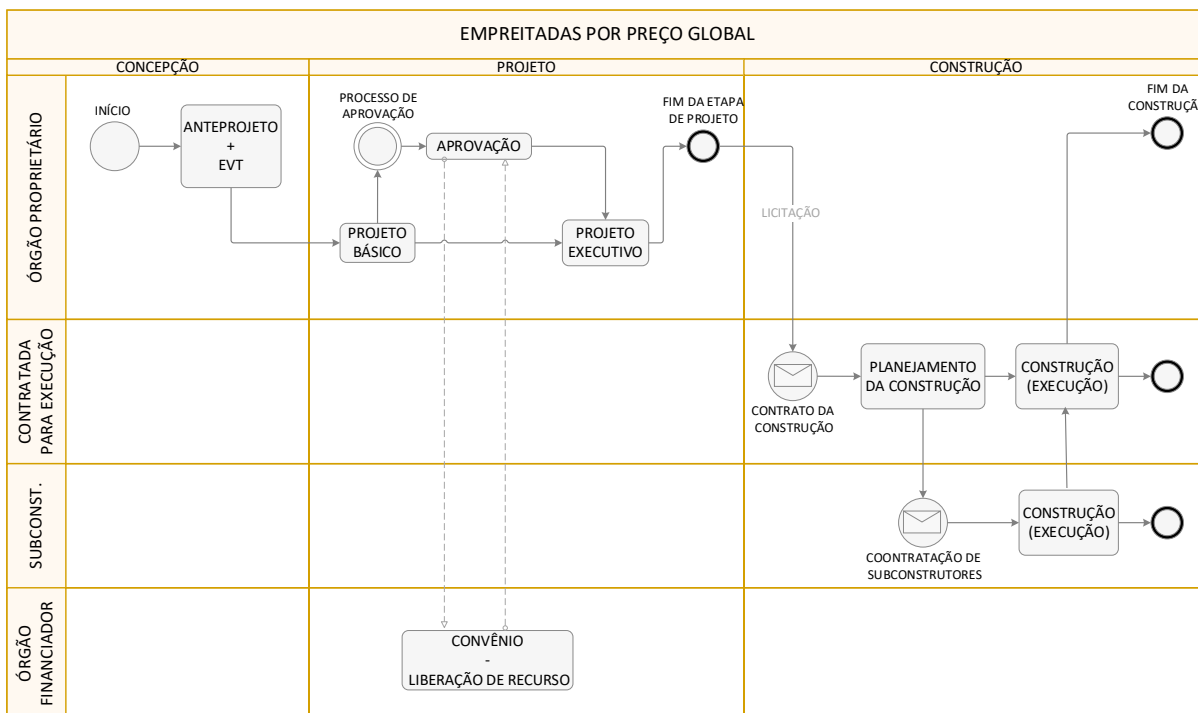 EMPREITADAS POR PREÇO GLOBAL
CONCEPÇÃO
PROJETO
CONSTRUÇÃO
ÓRGÃO PROPRIETÁRIO
INÍCIO
ANTEPROJETO
+
EVT
PROCESSO DE
APROVAÇÃO
APROVAÇÃO
FIM DA ETAPA
DE PROJETO
PROJETO
BÁSICO
PROJETO
EXECUTIVO
LICITAÇÃO
FIM DA
CONSTRUÇÃ
CONTRATADA
PARA EXECUÇÃO
CONTRATO DA
CONSTRUÇÃO
PLANEJAMENTO
DA CONSTRUÇÃO
CONSTRUÇÃO
(EXECUÇÃO)
SUBCONST.
COONTRATAÇÃO DE
SUBCONSTRUTORES
CONSTRUÇÃO
(EXECUÇÃO)
ÓRGÃO
FINANCIADOR
CONVÊNIO
-
LIBERAÇÃO DE RECURSO